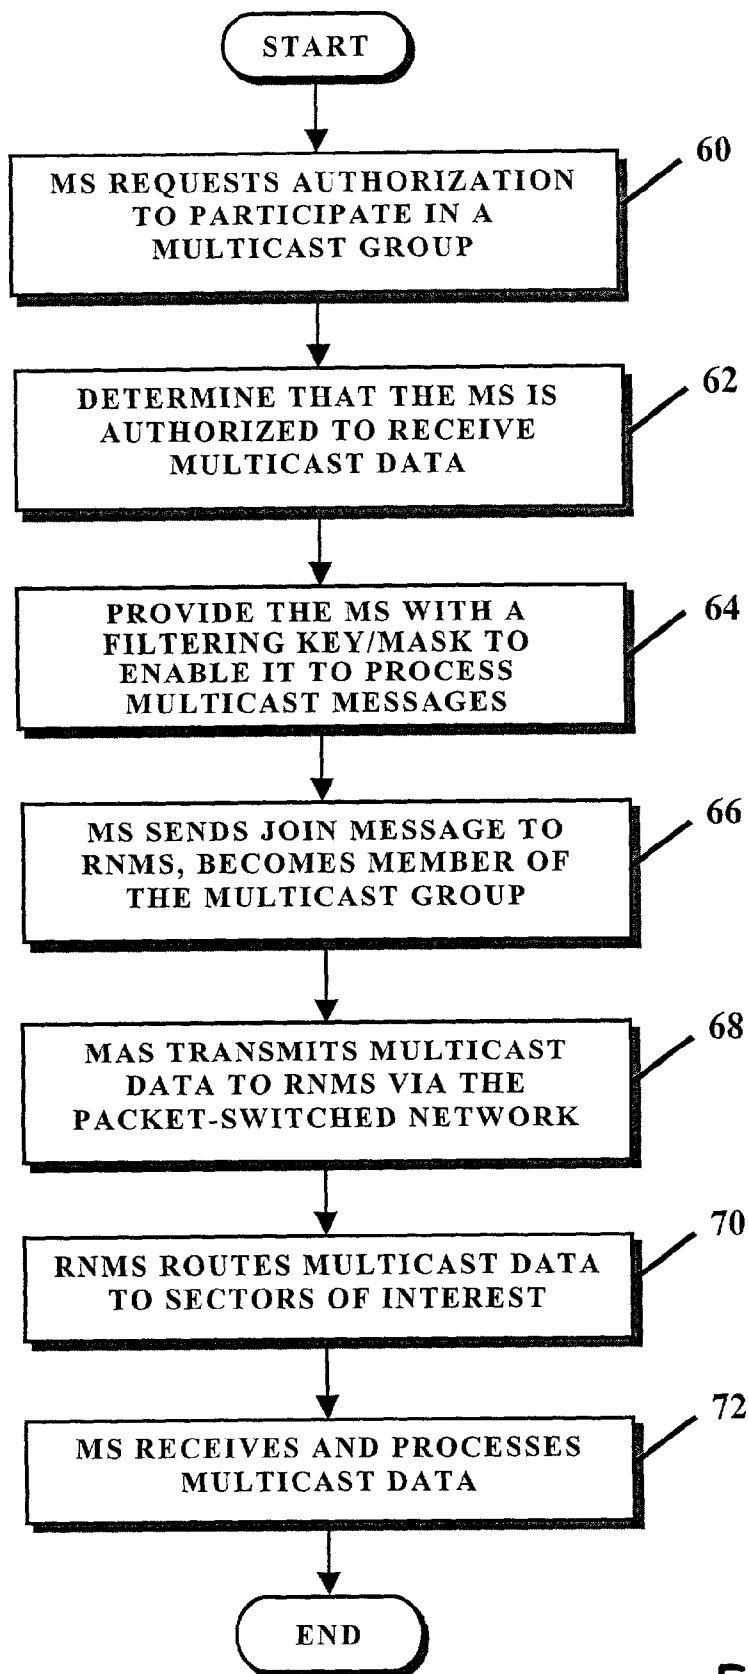 START
60
MS REQUESTS AUTHORIZATION
TO PARTICIPATE IN A
MULTICAST GROUP
62
DETERMINE THAT THE MS IS
AUTHORIZED TO RECEIVE
MULTICAST DATA
64
PROVIDE THE MS WITH A
FILTERING KEY/MASK TO
ENABLE IT TO PROCESS
MULTICAST MESSAGES
66
MS SENDS JOIN MESSAGE TO
RNMS, BECOMES MEMBER OF
THE MULTICAST GROUP
68
MAS TRANSMITS MULTICAST
DATA TO RNMS VIA THE
PACKET-SWITCHED NETWORK
70
RNMS ROUTES MULTICAST DATA
TO SECTORS OF INTEREST
72
MS RECEIVES AND PROCESSES
MULTICAST DATA
END